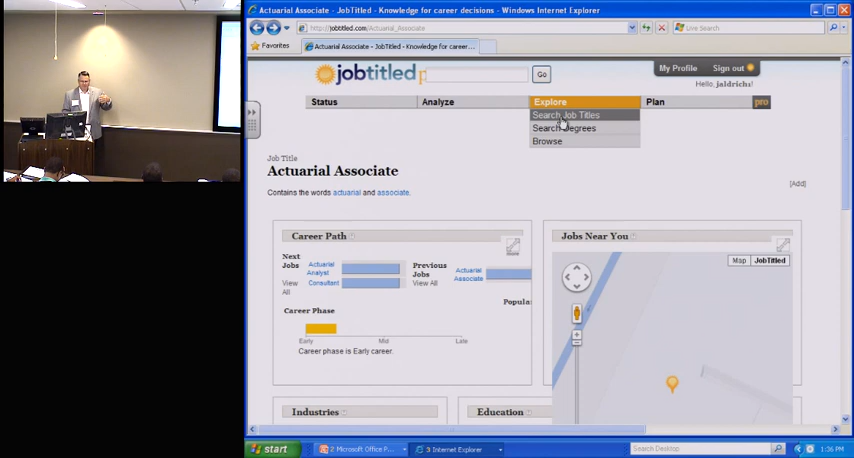 Actuarial Associate - JobTitled - Knowledge for career decisions - Windows Internet Explorer
http://jobtitled.com/Actuarial_Associate
Live Search
Favorites
Actuarial Associate - JobTitled - Knowledge for career...
My Profile Sign out
jobtitled
Go
Hello, jaldrichs!
Status Analyze Explore Plan pro
Search Job Titles
Search Degrees
Browse
Job Title
Actuarial Associate
[Add]
Contains the words actuarial and associate.
Career Path
Next Jobs
View All
Actuarial Analyst
Consultant
Previous Jobs
View All
Actuarial Associate
Popula
Career Phase
Early Mid Late
Career phase is Early career.
Jobs Near You
Map JobTitled
Industries
Education
start
2 Microsoft Office P...
3 Internet Explorer
Search Desktop
1:36 PM